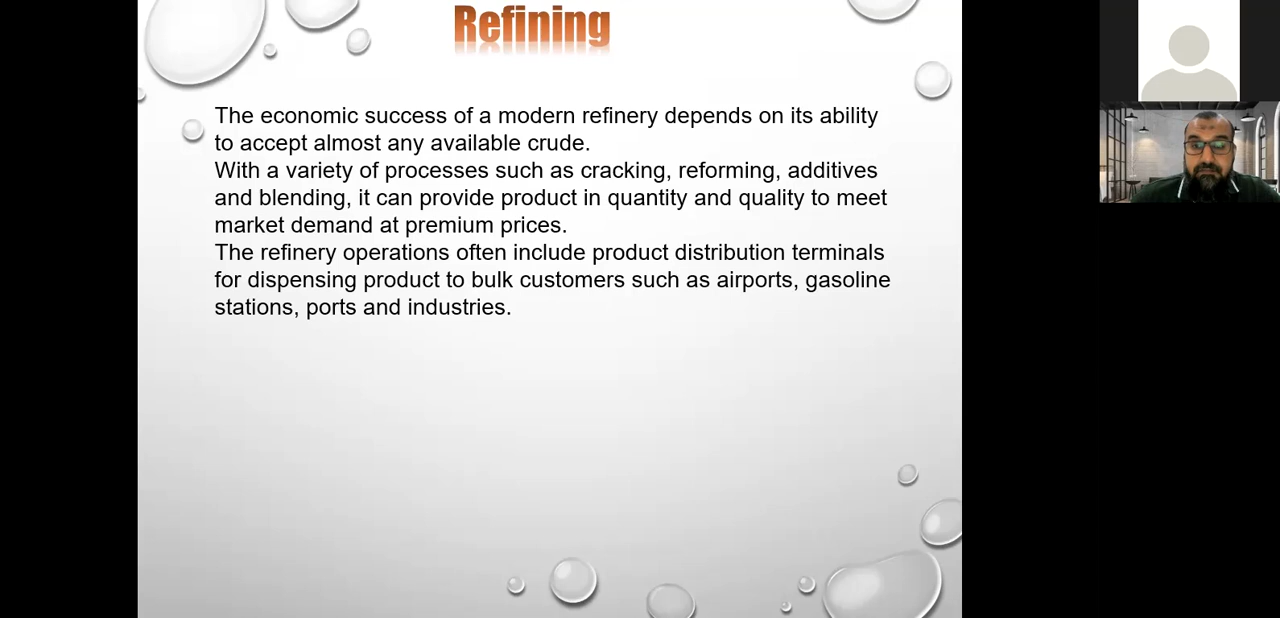 Refining
The economic success of a modern refinery depends on its ability
to accept almost any available crude.
With a variety of processes such as cracking, reforming, additives
and blending, it can provide product in quantity and quality to meet
market demand at premium prices.
The refinery operations often include product distribution terminals
for dispensing product to bulk customers such as airports, gasoline
stations, ports and industries.